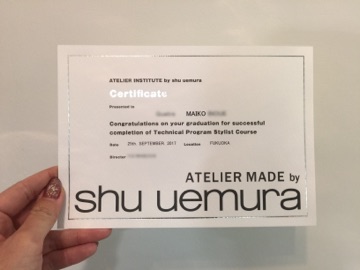 ATELIER INSTITUTE by shu uemura
Certificate
Presented to
MAIKO
Congratulations on your graduation for successful
completion of Technical Program Stylist Course
Date 25th, SEPTEMBER, 2017 Location FUKUOKA
Director
ATELIER MADE by
shu uemura